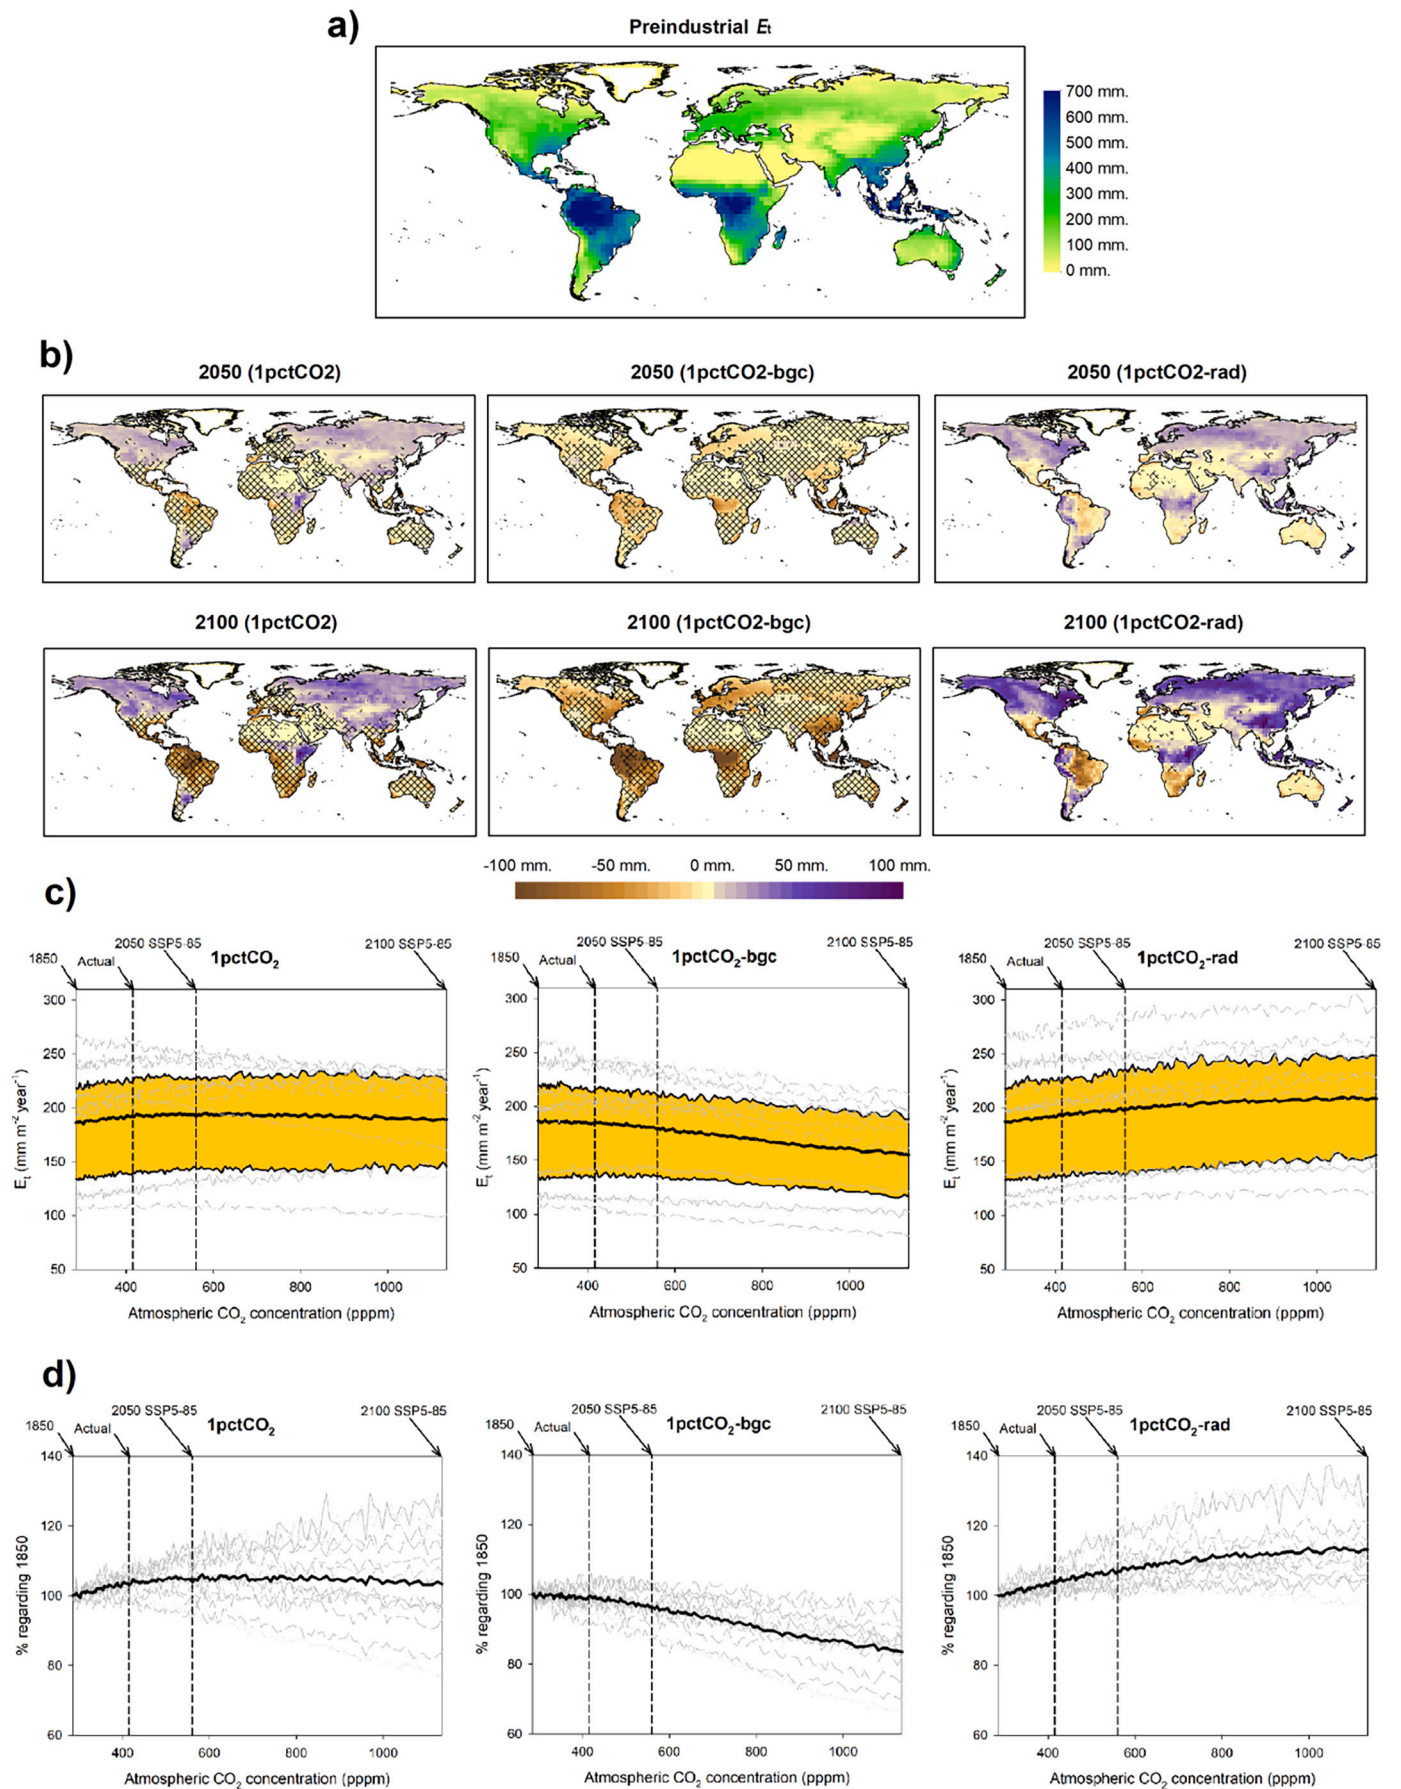 a)
Preindustrial Et
700 mm.
600 mm.
500 mm.
400 mm.
300 mm.
200 mm.
100 mm.
0 mm.
b)
2050 (1pctCO2)
2050 (1pctCO2-bgc)
2050 (1pctCO2-rad)
2100 (1pctCO2)
2100 (1pctCO2-bgc)
2100 (1pctCO2-rad)
-100 mm. -50 mm. 0 mm. 50 mm. 100 mm.
c)
1850
Actual
2050 SSP5-85
1pctCO2
2100 SSP5-85
Et (mm m-2 year-1)
300
250
200
150
100
50
400 600 800 1000
Atmospheric CO2 concentration (pppm)
1850
Actual
2050 SSP5-85
1pctCO2-bgc
2100 SSP5-85
Et (mm m-2 year-1)
300
250
200
150
100
50
400 600 800 1000
Atmospheric CO2 concentration (pppm)
1850
Actual
2050 SSP5-85
1pctCO2-rad
2100 SSP5-85
Et (mm m-2 year-1)
300
250
200
150
100
50
400 600 800 1000
Atmospheric CO2 concentration (pppm)
d)
1850
Actual
2050 SSP5-85
1pctCO2
2100 SSP5-85
% regarding 1850
140
120
100
80
60
400 600 800 1000
Atmospheric CO2 concentration (pppm)
1850
Actual
2050 SSP5-85
1pctCO2-bgc
2100 SSP5-85
% regarding 1850
140
120
100
80
60
400 600 800 1000
Atmospheric CO2 concentration (pppm)
1850
Actual
2050 SSP5-85
1pctCO2-rad
2100 SSP5-85
% regarding 1850
140
120
100
80
60
400 600 800 1000
Atmospheric CO2 concentration (pppm)